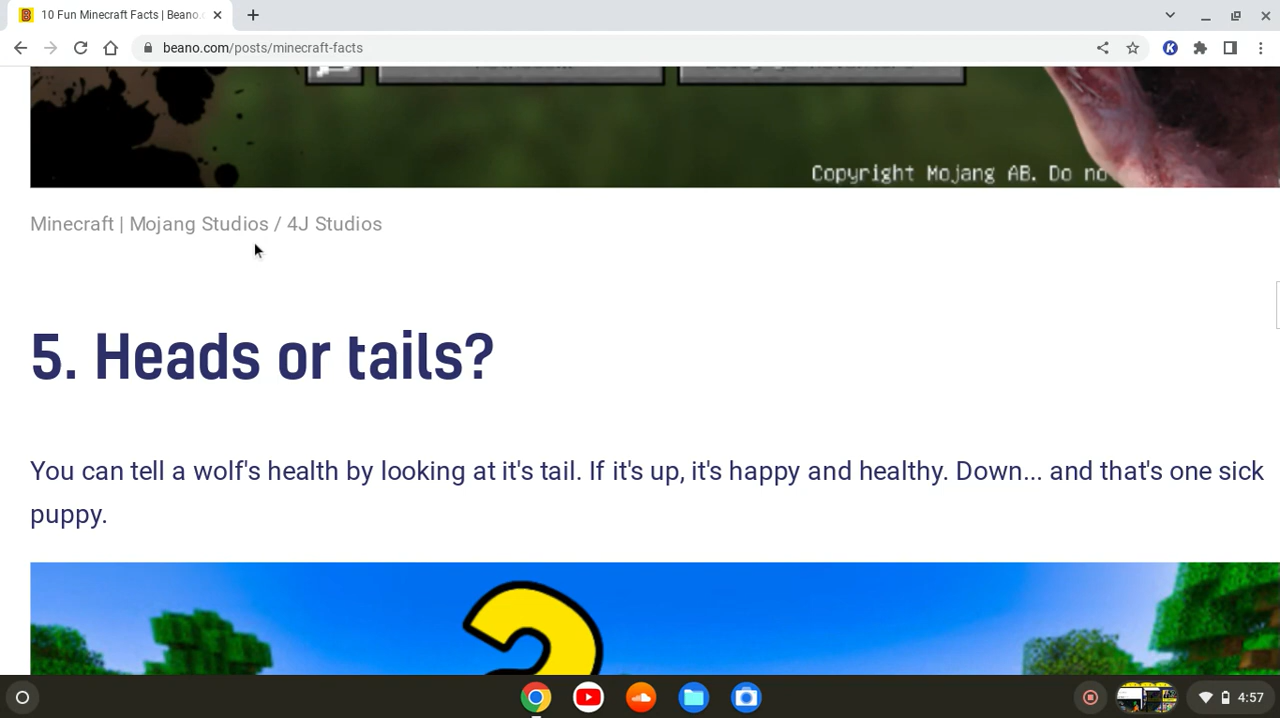 10 Fun Minecraft Facts | Beano.c
beano.com/posts/minecraft-facts
Copyright Mojang AB. Do no
Minecraft | Mojang Studios / 4J Studios
5. Heads or tails?
You can tell a wolf's health by looking at it's tail. If it's up, it's happy and healthy. Down... and that's one sick
puppy.
4:57